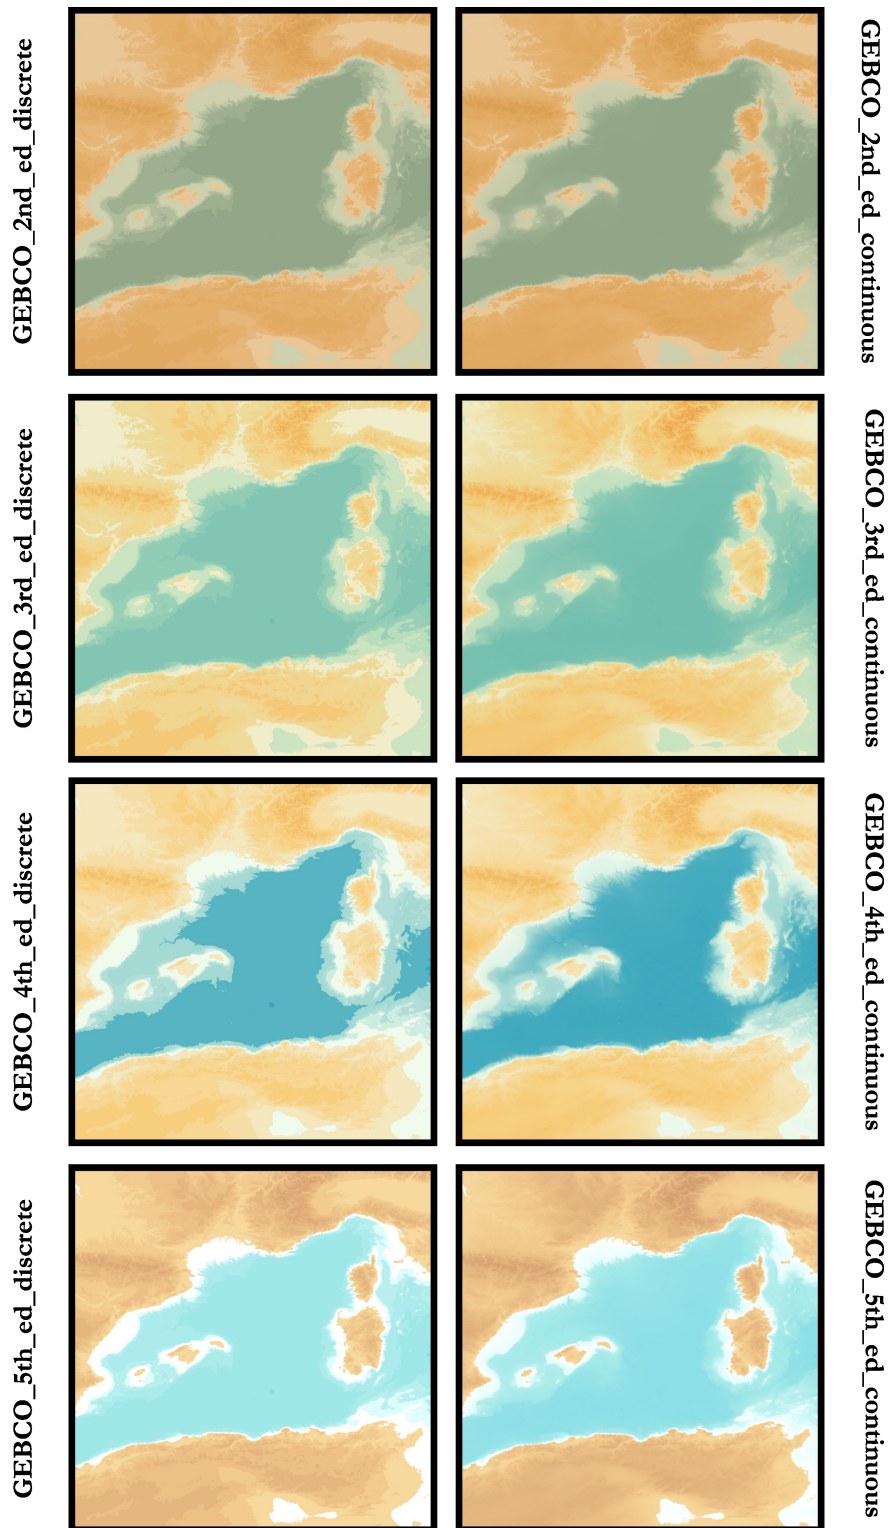 GEBCO_2nd_ed_discrete
GEBCO_2nd_ed_continuous
GEBCO_3rd_ed_discrete
GEBCO_3rd_ed_continuous
GEBCO_4th_ed_discrete
GEBCO_4th_ed_continuous
GEBCO_5th_ed_discrete
GEBCO_5th_ed_continuous